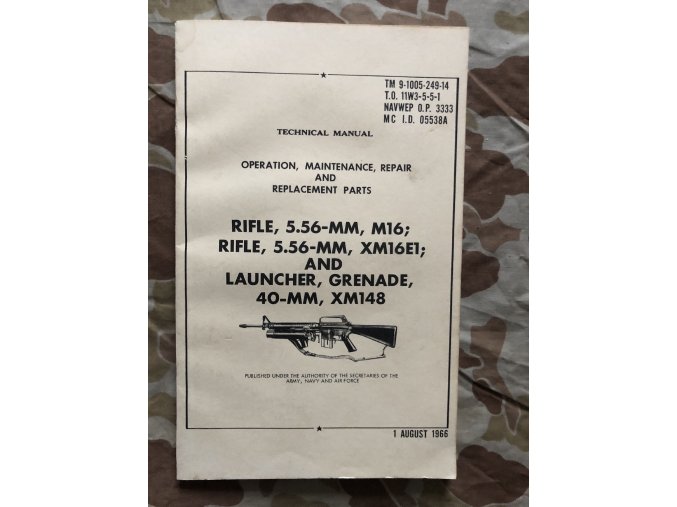 TM 9-1005-249-14
T.O. 11W3-5-5-1
NAVWEP O.P. 3333
MC I.D. 05538A
TECHNICAL MANUAL
OPERATION, MAINTENANCE, REPAIR
AND
REPLACEMENT PARTS
RIFLE, 5.56-MM, M16;
RIFLE, 5.56-MM, XM16E1;
AND
LAUNCHER, GRENADE,
40-MM, XM148
PUBLISHED UNDER THE AUTHORITY OF THE SECRETARIES OF THE
ARMY, NAVY AND AIR FORCE
1 AUGUST 1966